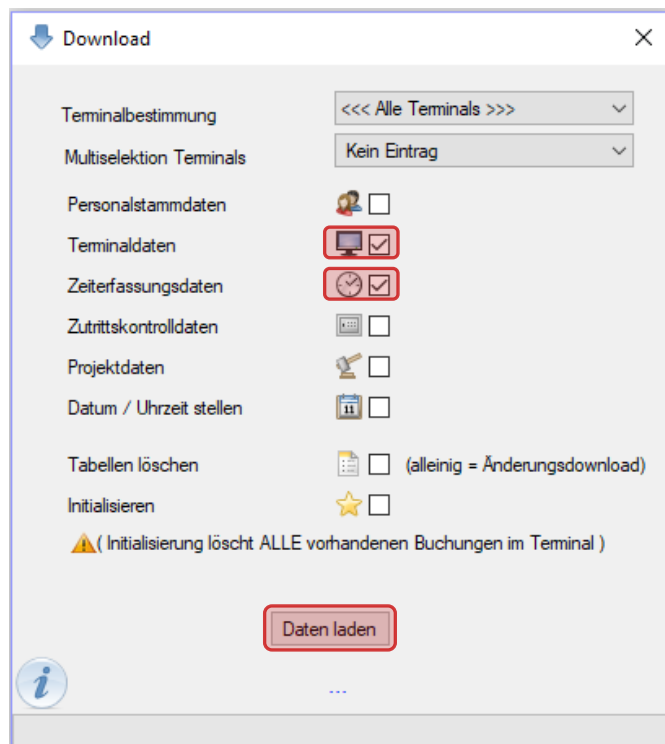 Download
Terminalbestimmung <<< Alle Terminals >>>
Multiselektion Terminals Kein Eintrag
Personalstammdaten
Terminaldaten
Zeiterfassungsdaten
Zutrittskontrolldaten
Projektdaten
Datum / Uhrzeit stellen 11
Tabellen löschen (alleinig = Änderungsdownload)
Initialisieren
( Initialisierung löscht ALLE vorhandenen Buchungen im Terminal )
Daten laden
i
...